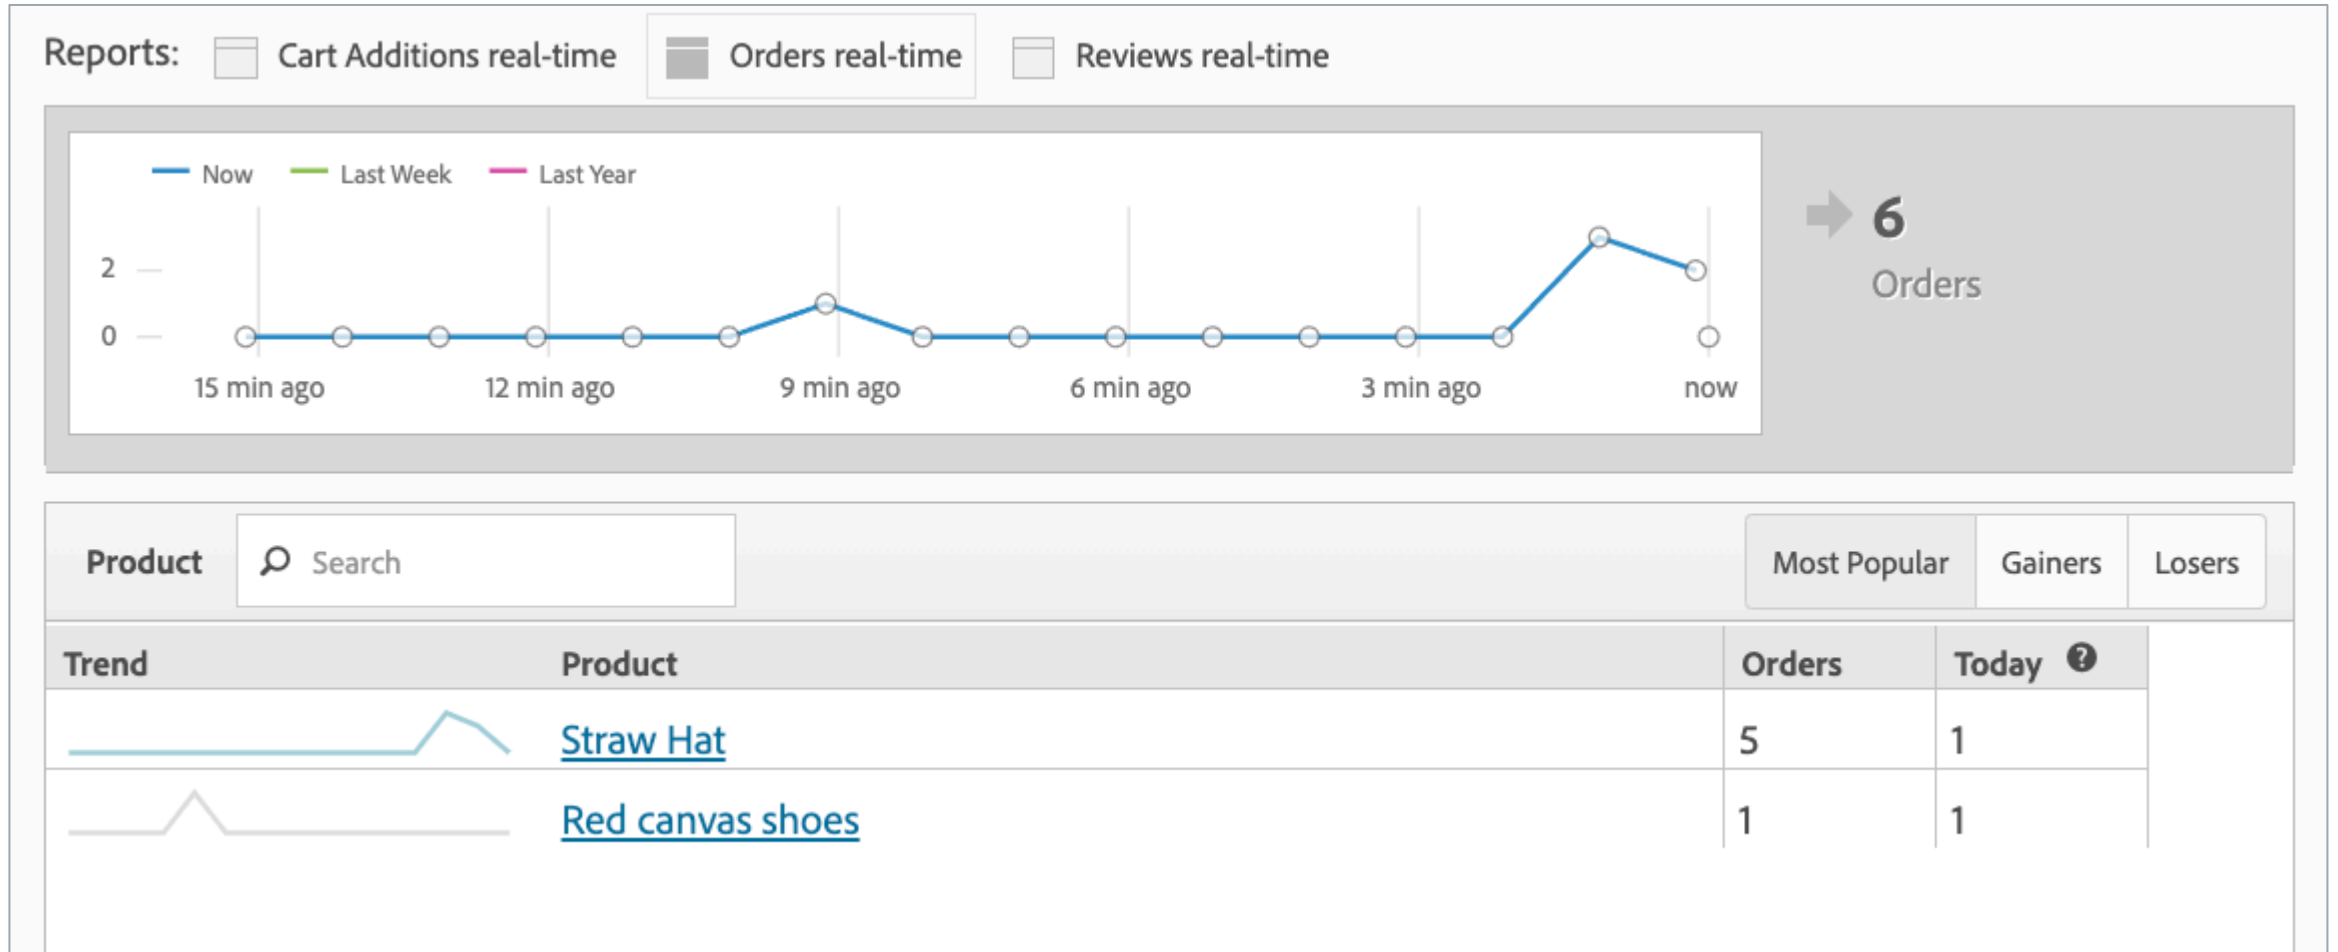 Reports: Cart Additions real-time Orders real-time Reviews real-time
Now Last Week Last Year
6
Orders
2
0
15 min ago 12 min ago 9 min ago 6 min ago 3 min ago now
Product Search Most Popular Gainers Losers
Trend Product Orders Today ?
Straw Hat 5 1
Red canvas shoes 1 1